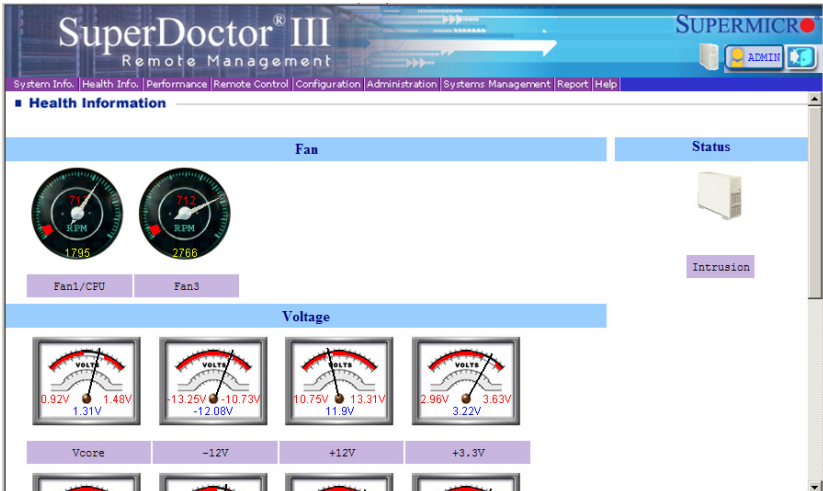 SuperDoctor® III
Remote Management
SUPERMICR
ADMIN
System Info. Health Info. Performance Remote Control Configuration Administration Systems Management Report Help
Health Information
Fan
Status
712
RPM
2766
RPM
1795
Fan1/CPU
Fan3
Intrusion
Voltage
VOLTS VOLTS VOLTS VOLTS
0.92V 1.48V -13.25V -10.73V 10.75V 13.31V 2.96V 3.63V
1.31V -12.08V 11.9V 3.22V
Vcore -12V +12V +3.3V